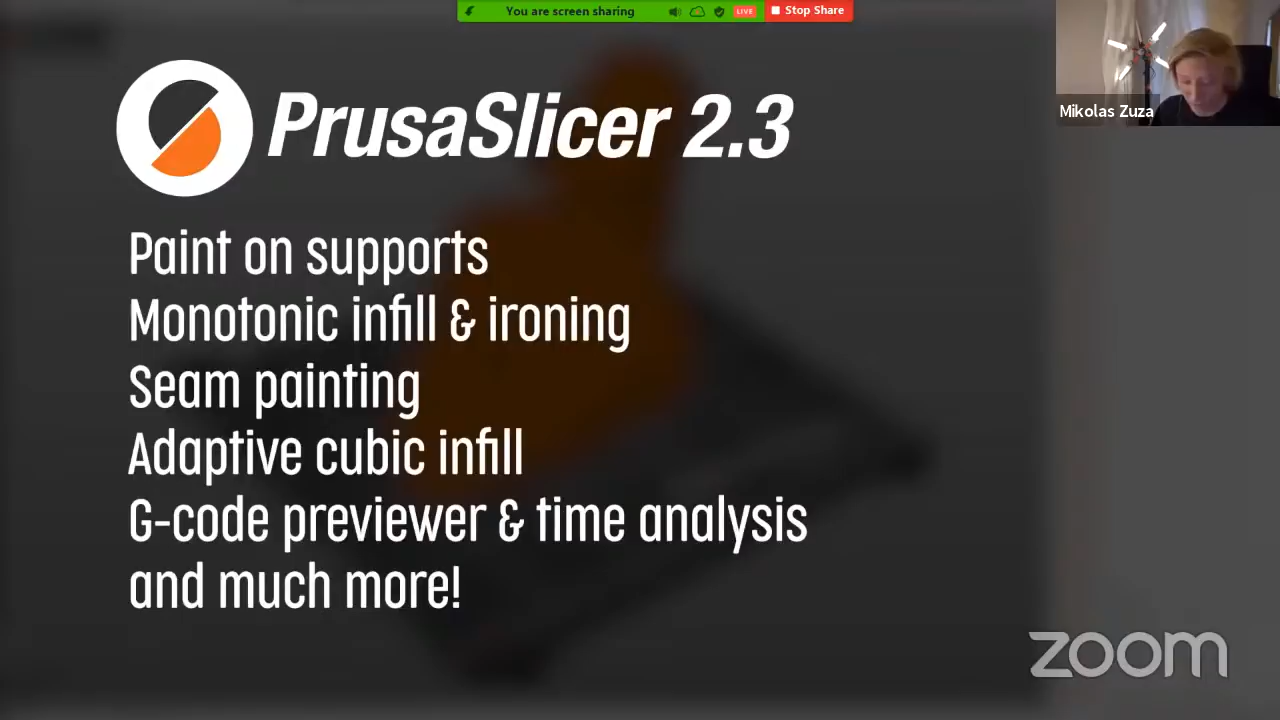 You are screen sharing
LIVE
Stop Share
Mikolas Zuza
PrusaSlicer 2.3
Paint on supports
Monotonic infill & ironing
Seam painting
Adaptive cubic infill
G-code previewer & time analysis
and much more!
zoom